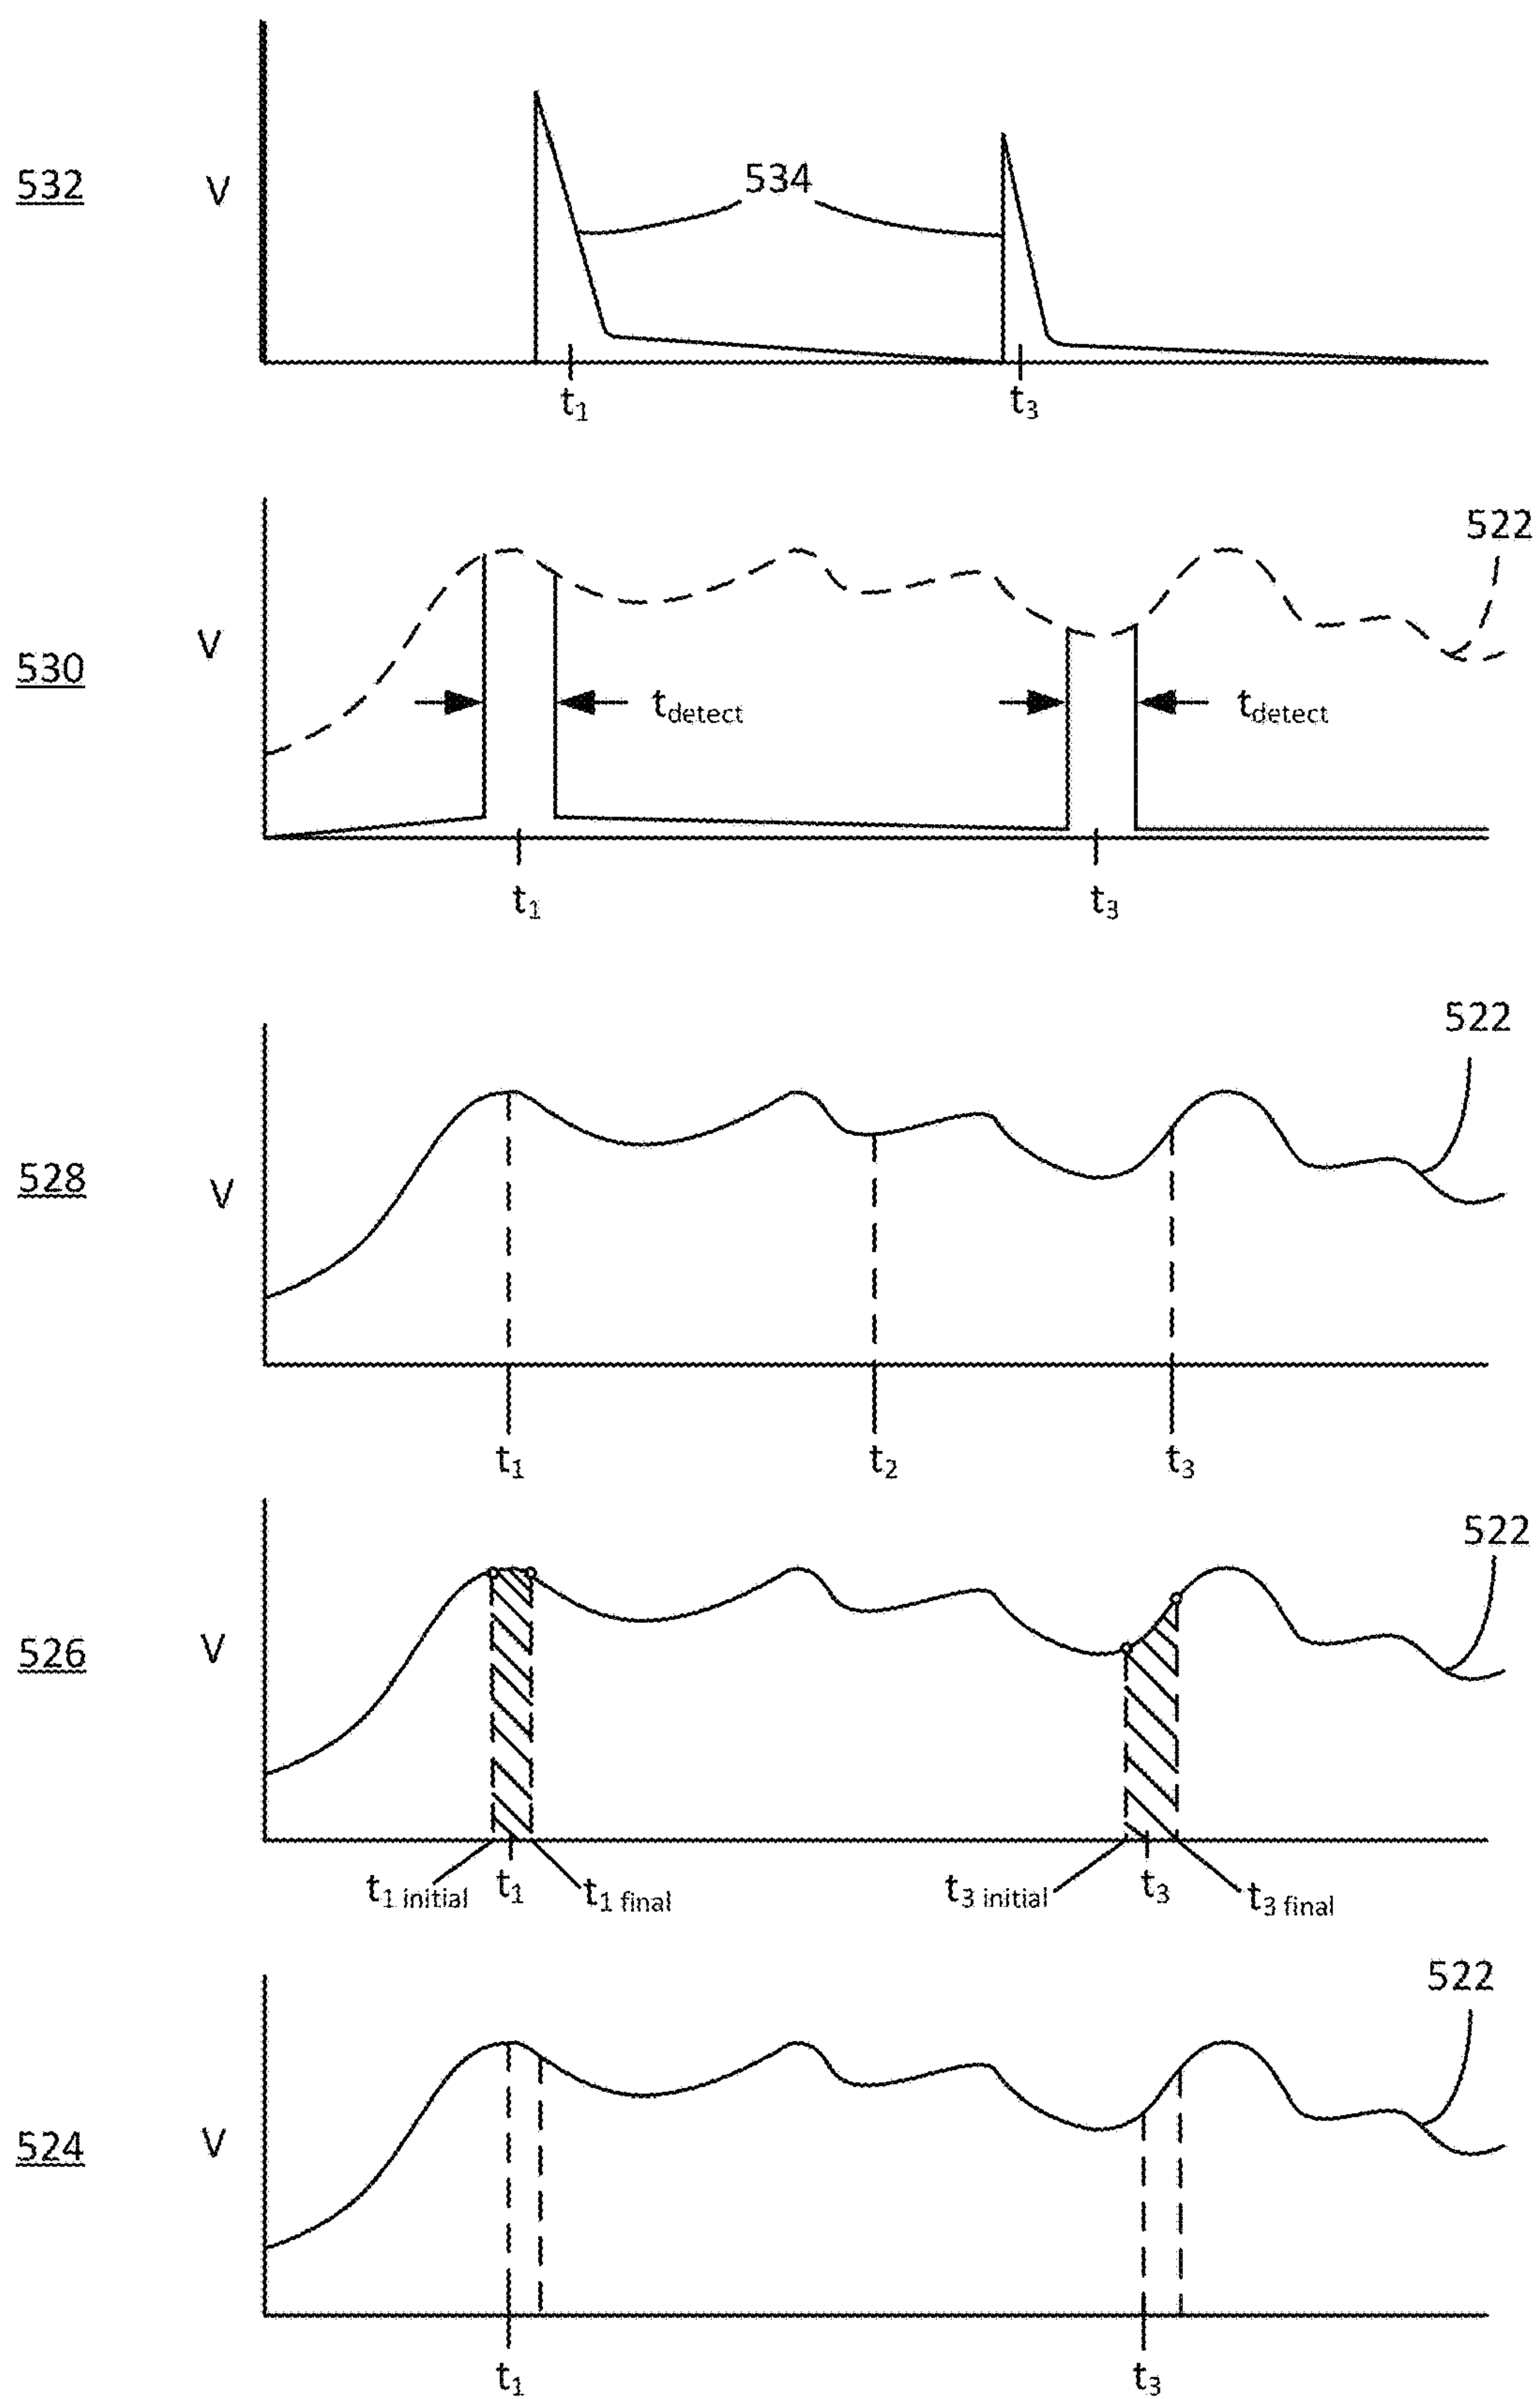 534
532 V
t1 t3
522
V
530
tdetect tdetect
t1 t3
522
528 V
t1 t2 t3
522
526 V
t1 initial t1 t1 final t3 initial t3 t3 final
522
524 V
t1 t3